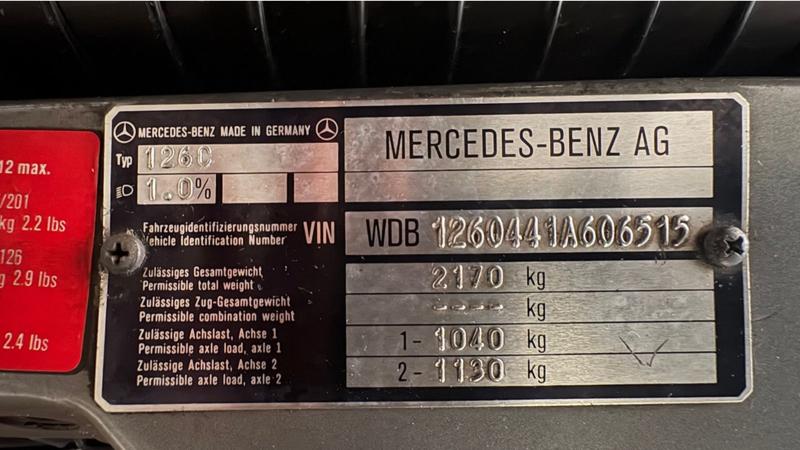 12 max.
/201
kg 2.2 lbs
126
g 2.9 lbs
2.4 lbs
MERCEDES-BENZ MADE IN GERMANY
Typ 126C
1.0%
MERCEDES-BENZ AG
Fahrzeugidentifizierungsnummer
Vehicle Identification Number VIN WDB 1260441A606515
Zulässiges Gesamtgewicht
Permissible total weight 2170 kg
Zulässiges Zug-Gesamtgewicht
Permissible combination weight ---- kg
Zulässige Achslast, Achse 1
Permissible axle load, axle 1 1- 1040 kg
Zulässige Achslast, Achse 2
Permissible axle load, axle 2 2- 1130 kg